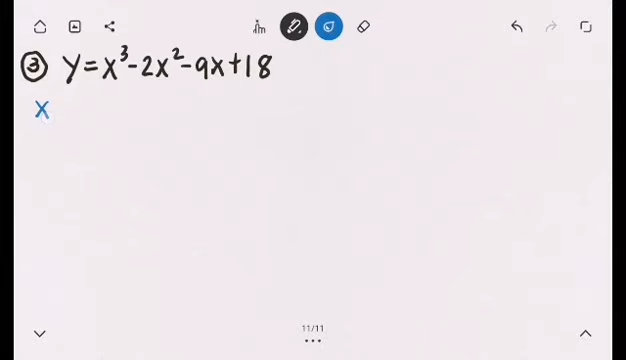 ③ y = x³ - 2x² - 9x + 18
x
11/11